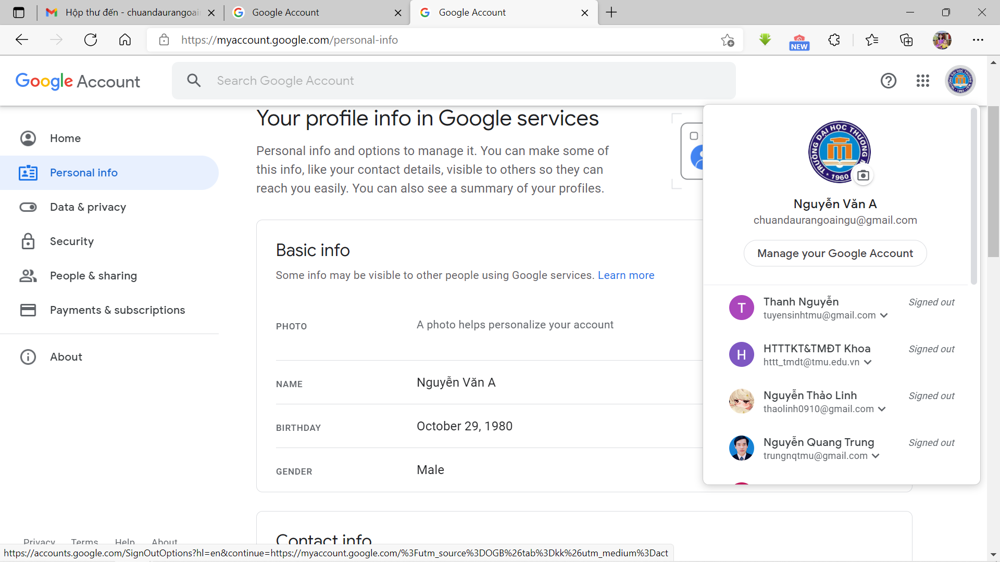 Hộp thư đến - chuandaurangoai
Google Account
Google Account
https://myaccount.google.com/personal-info
NEW
Google Account
Search Google Account
Your profile info in Google services
Personal info and options to manage it. You can make some of
this info, like your contact details, visible to others so they can
reach you easily. You can also see a summary of your profiles.
Home
Personal info
Data & privacy
Security
People & sharing
Payments & subscriptions
About
Basic info
Some info may be visible to other people using Google services. Learn more
PHOTO
A photo helps personalize your account
NAME
Nguyễn Văn A
BIRTHDAY
October 29, 1980
GENDER
Male
Contact info
TRƯỜNG ĐẠI HỌC THƯƠNG
1960
Nguyễn Văn A
chuandaurangoaingu@gmail.com
Manage your Google Account
T
Thanh Nguyễn
Signed out
tuyensinhtmu@gmail.com
H
HTTTKT&TMĐT Khoa
Signed out
httt_tmdt@tmu.edu.vn
Nguyễn Thảo Linh
Signed out
thaolinh0910@gmail.com
Nguyễn Quang Trung
Signed out
trungnqtmu@gmail.com
Privacy Terms Help About
https://accounts.google.com/SignOutOptions?hl=en&continue=https://myaccount.google.com/%3Futm_source%3DOGB%26tab%3Dkk%26utm_medium%3Dact